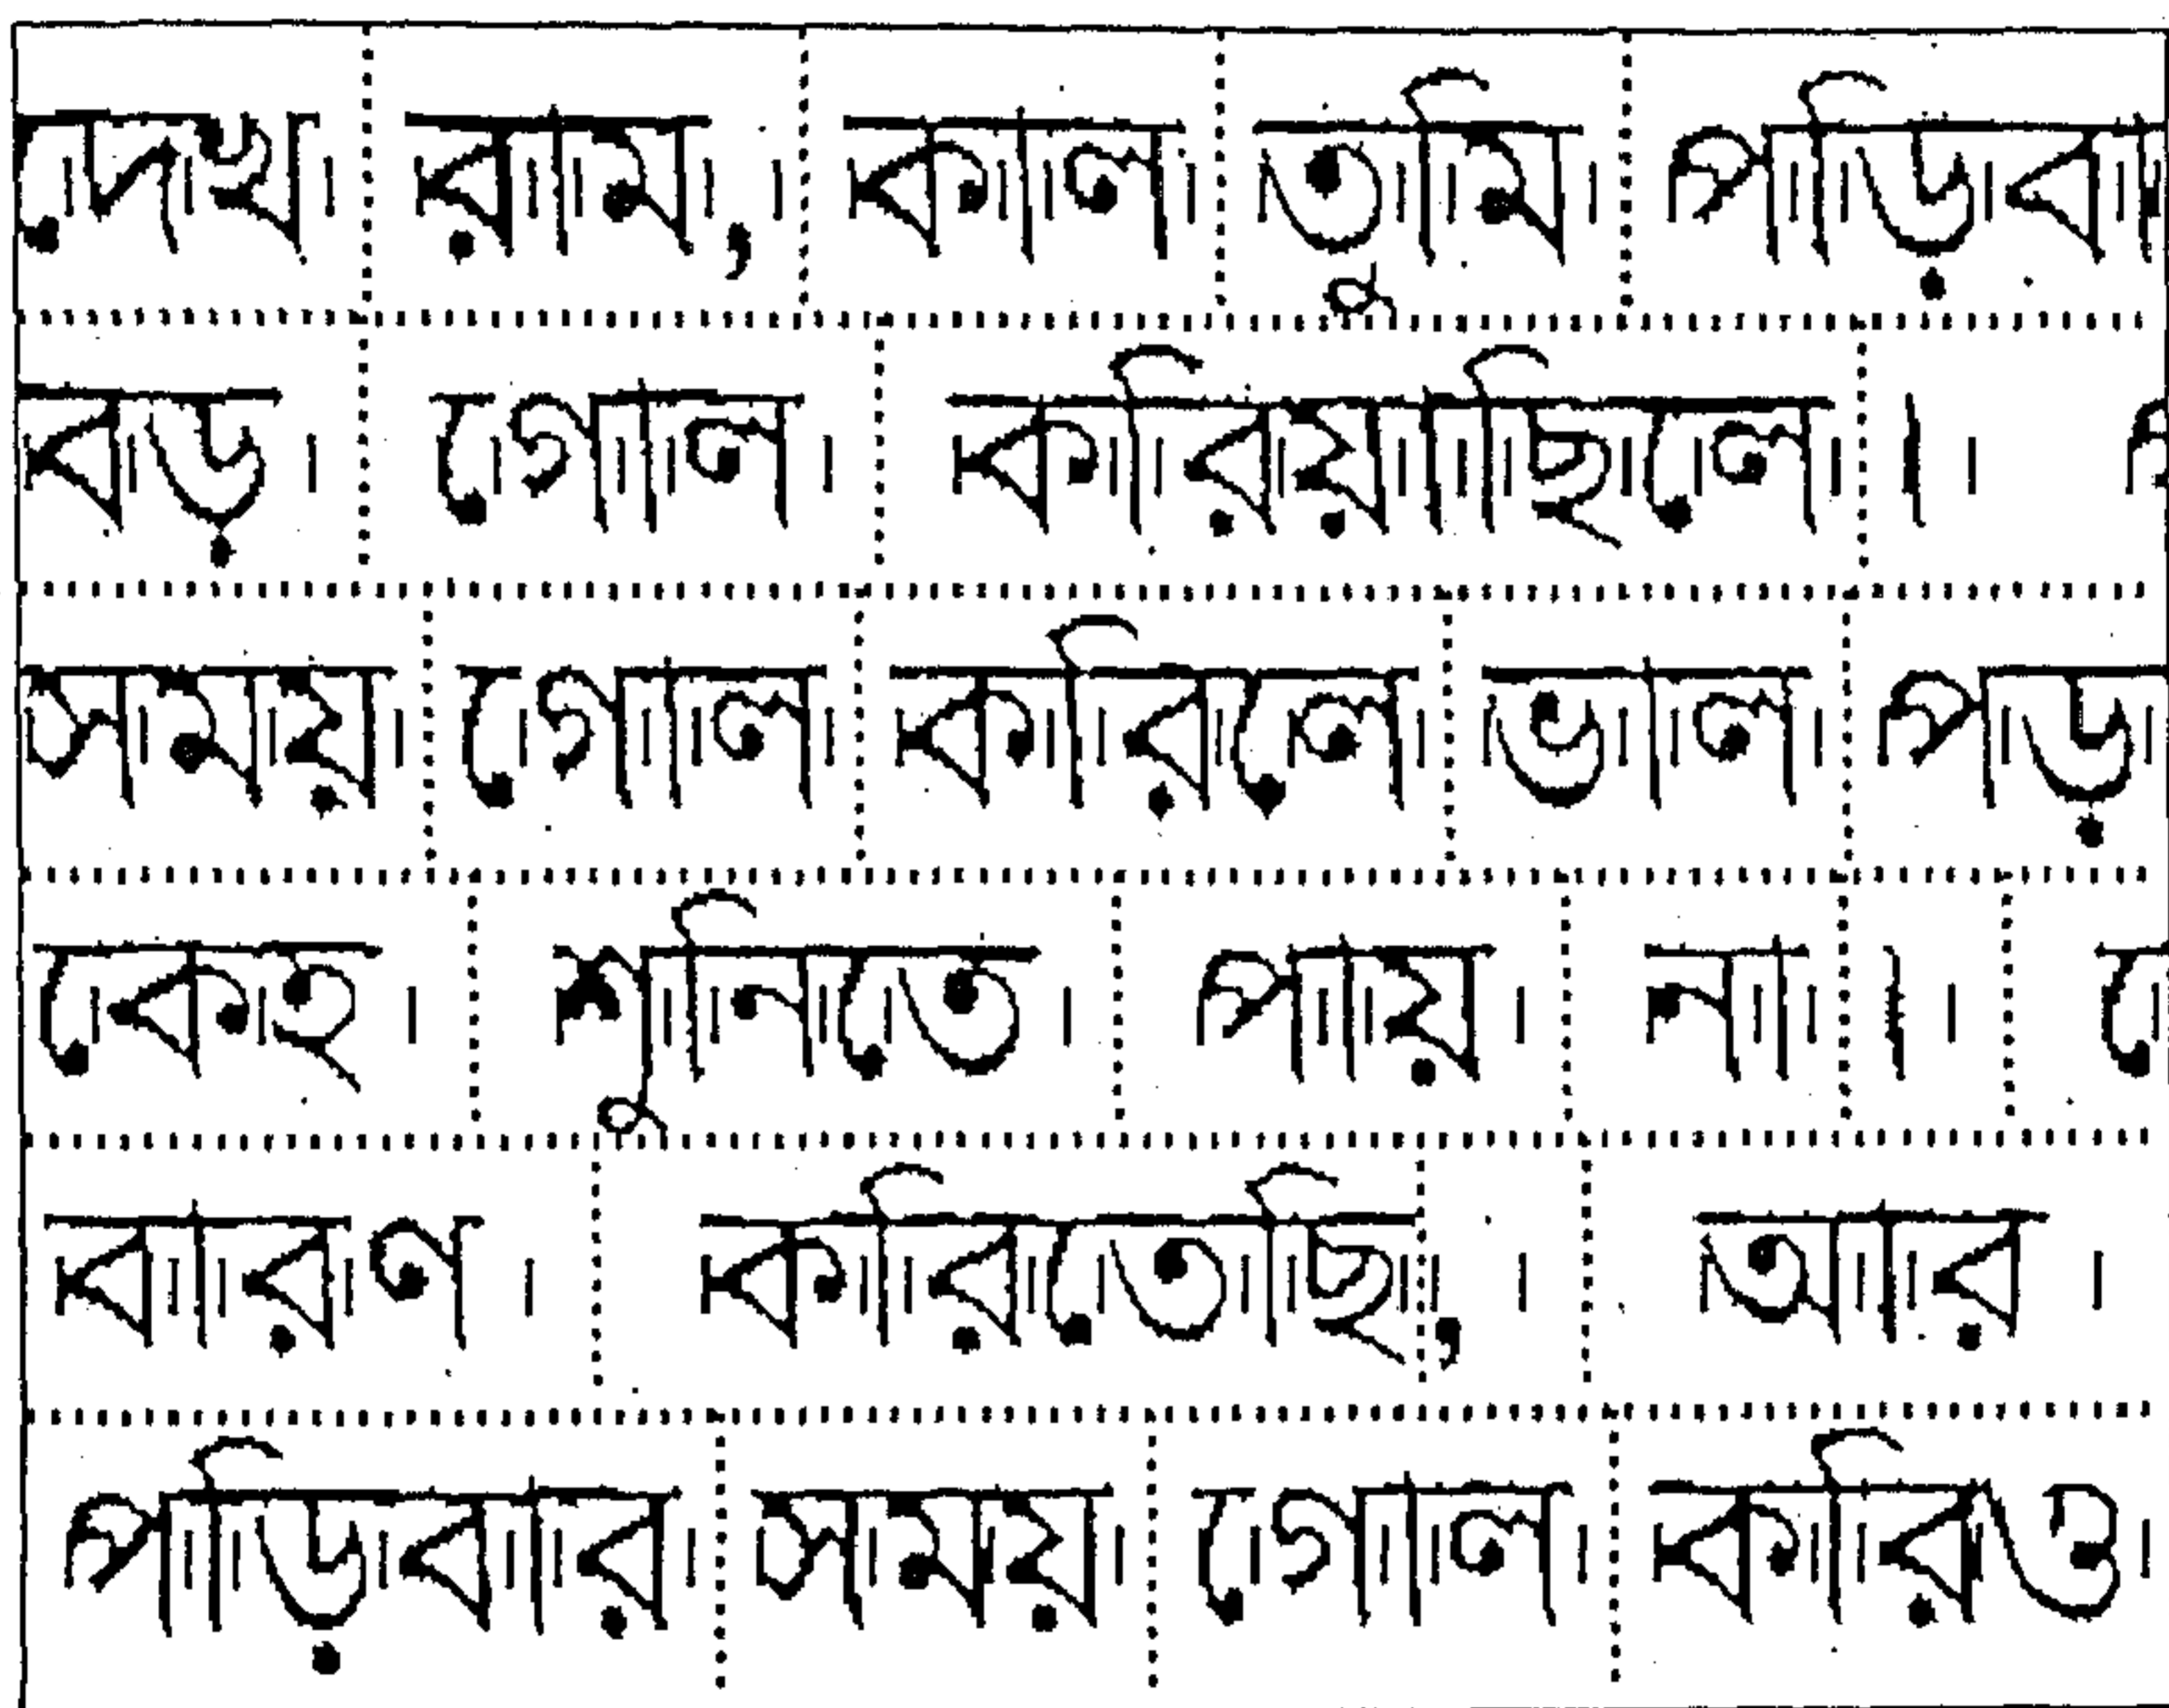 দেখ রাম, কাল তুমি পড়িবা
বড় গোল করিয়াছিলে ।
সময় গোল করিলে ভাল পড়
কেহ শুনিতে পায় না ।
বারণ করিতেছি, আর
পড়িবার সময় গোল করিও